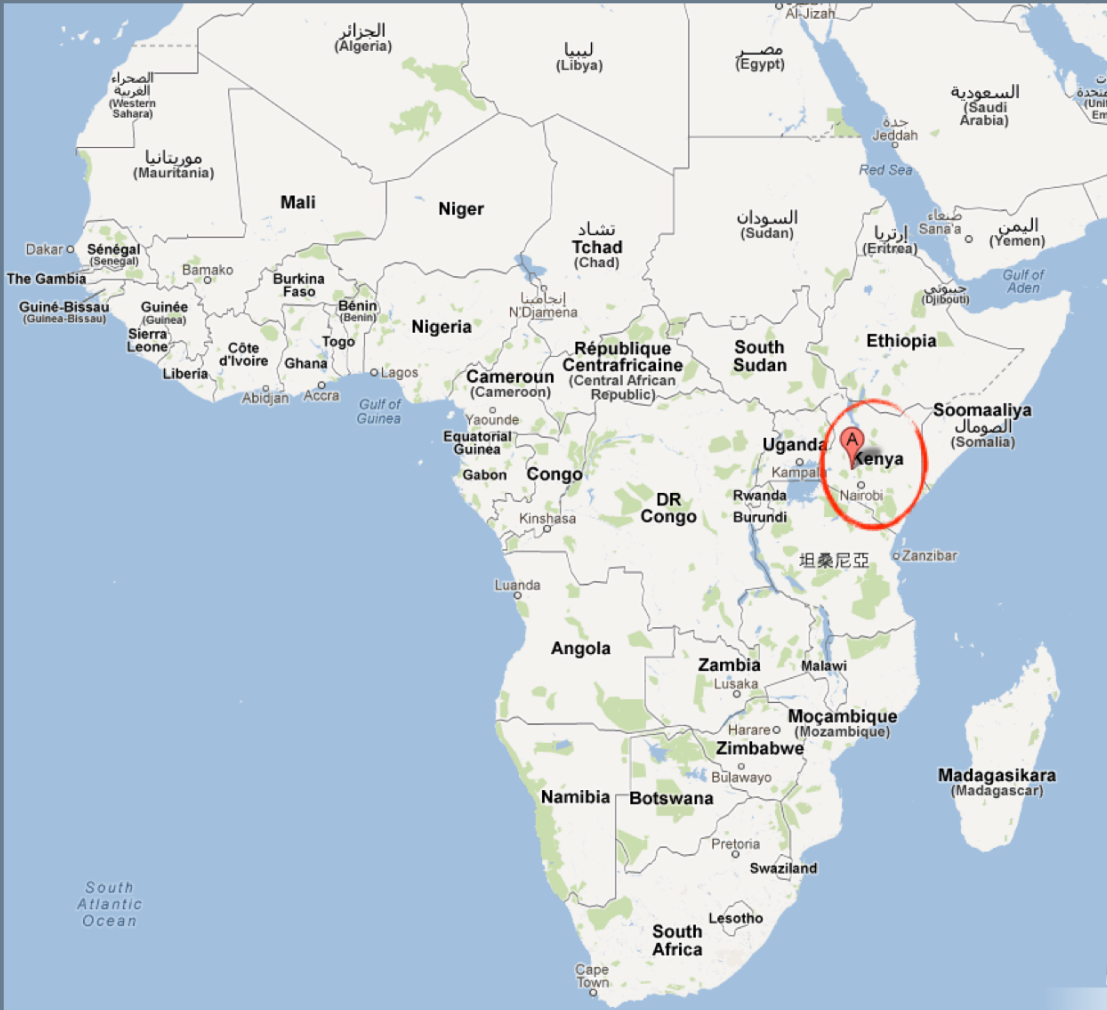 الجزائر
(Algeria)
ليبيا
(Libya)
مصر
(Egypt)
Al-Jizah
السعودية
(Saudi
Arabia)
جدة
Jeddah
(Uni
Em
الصحراء
الغربية
(Western
Sahara)
موريتانيا
(Mauritania)
Mali
Niger
تشاد
Tchad
(Chad)
السودان
(Sudan)
Red Sea
إرتريا
(Eritrea)
صنعاء
Sana'a
اليمن
(Yemen)
Gulf of
Aden
جيبوتي
(Djibouti)
Dakar
Sénégal
(Senegal)
The Gambia
Bamako
Guiné-Bissau
(Guinea-Bissau)
Guinée
(Guinea)
Sierra
Leone
Liberia
Côte
d'Ivoire
Abidjan
Burkina
Faso
Ghana
Accra
Togo
Bénin
(Benin)
Nigeria
Lagos
Gulf of
Guinea
إنجامينا
N'Djamena
Cameroun
(Cameroon)
Yaounde
République
Centrafricaine
(Central African
Republic)
South
Sudan
Ethiopia
Soomaaliya
الصومال
(Somalia)
Equatorial
Guinea
Gabon
Congo
Kinshasa
DR
Congo
Uganda
Kampala
A
Kenya
Nairobi
Rwanda
Burundi
坦桑尼亞
Zanzibar
Luanda
Angola
Zambia
Lusaka
Malawi
Moçambique
(Mozambique)
Harare
Zimbabwe
Bulawayo
Namibia
Botswana
Madagasikara
(Madagascar)
Pretoria
Swaziland
Lesotho
South
Africa
Cape
Town
South
Atlantic
Ocean